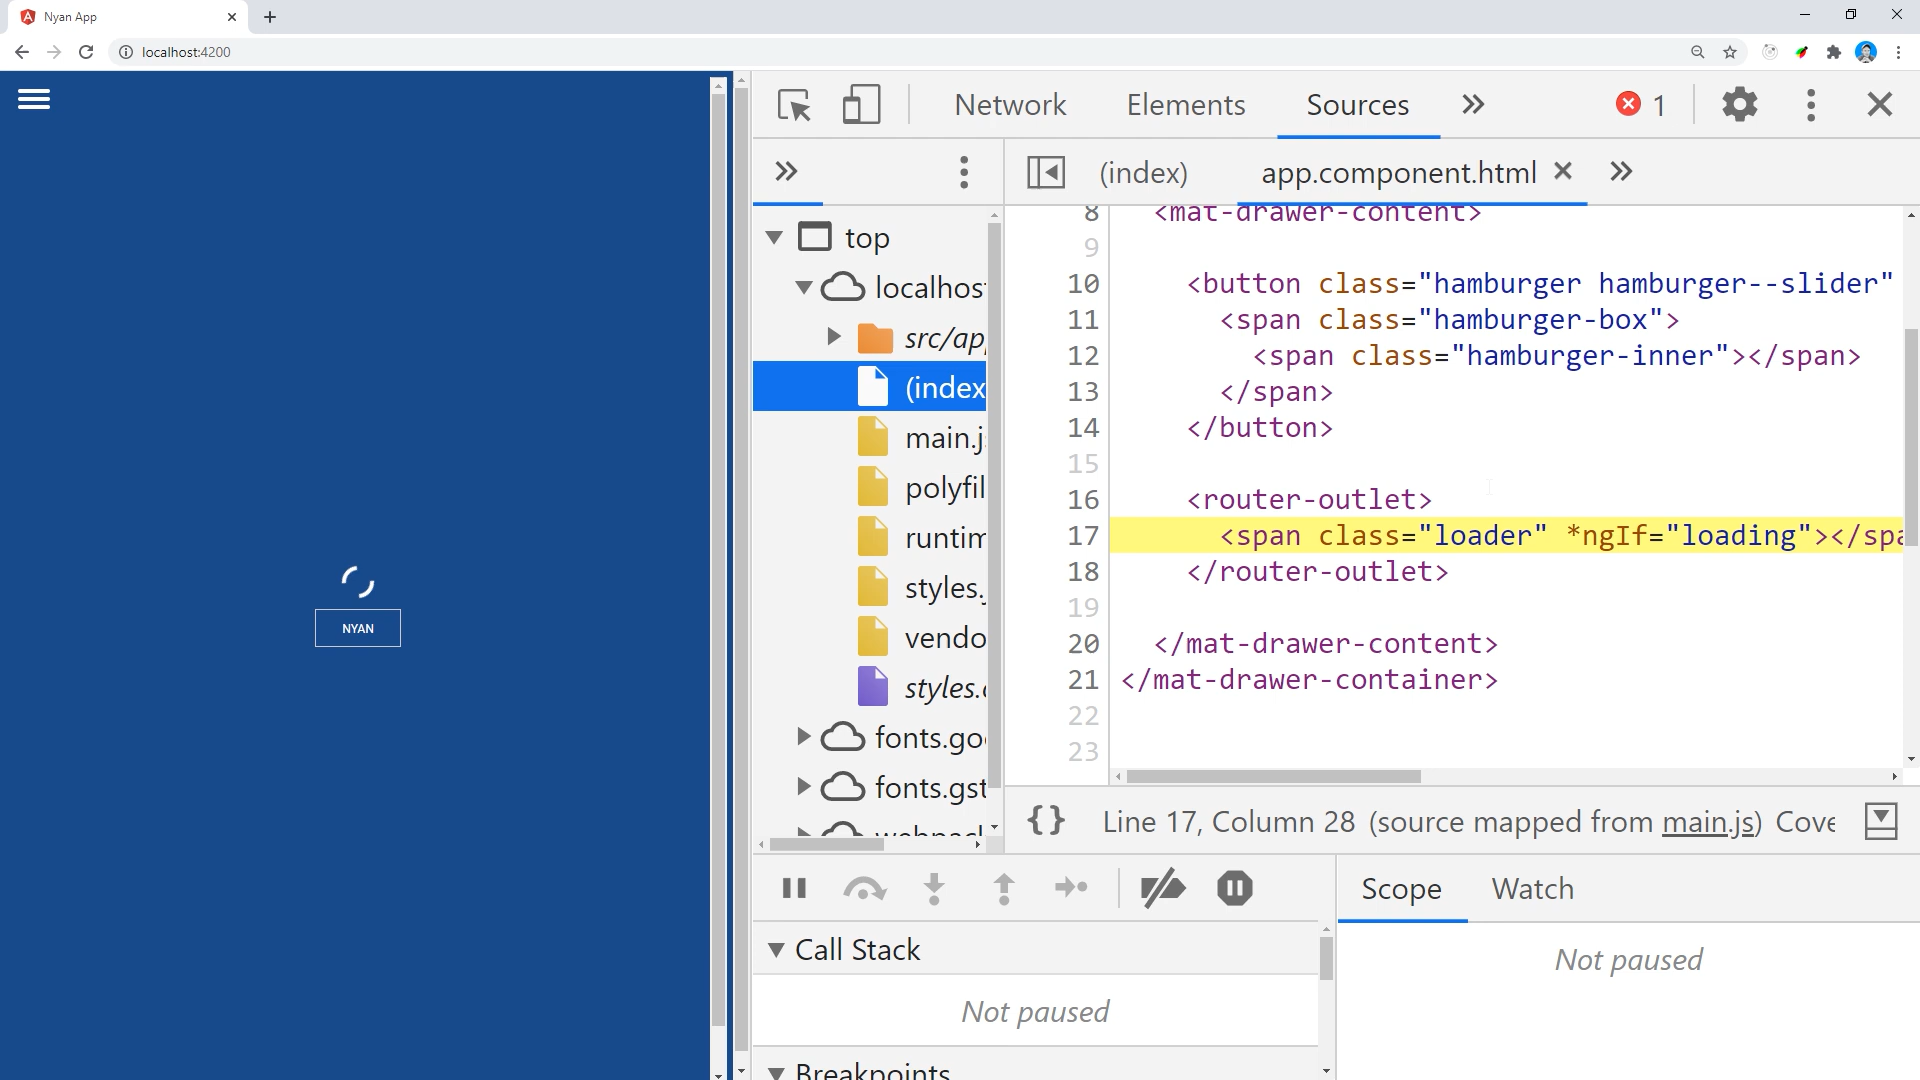 Nyan App
localhost:4200
Network Elements Sources 1
(index) app.component.html
top
localhos
src/ap
(index
main.j
polyfil
runtim
styles.
vendo
styles.
fonts.go
fonts.gst
webpack
8 <mat-drawer-content>
9
10 <button class="hamburger hamburger--slider"
11 <span class="hamburger-box">
12 <span class="hamburger-inner"></span>
13 </span>
14 </button>
15
16 <router-outlet>
17 <span class="loader" *ngIf="loading"></spa
18 </router-outlet>
19
20 </mat-drawer-content>
21 </mat-drawer-container>
22
23
{} Line 17, Column 28 (source mapped from main.js) Cove
NYAN
Scope Watch
Call Stack
Not paused
Not paused
Breakpoints